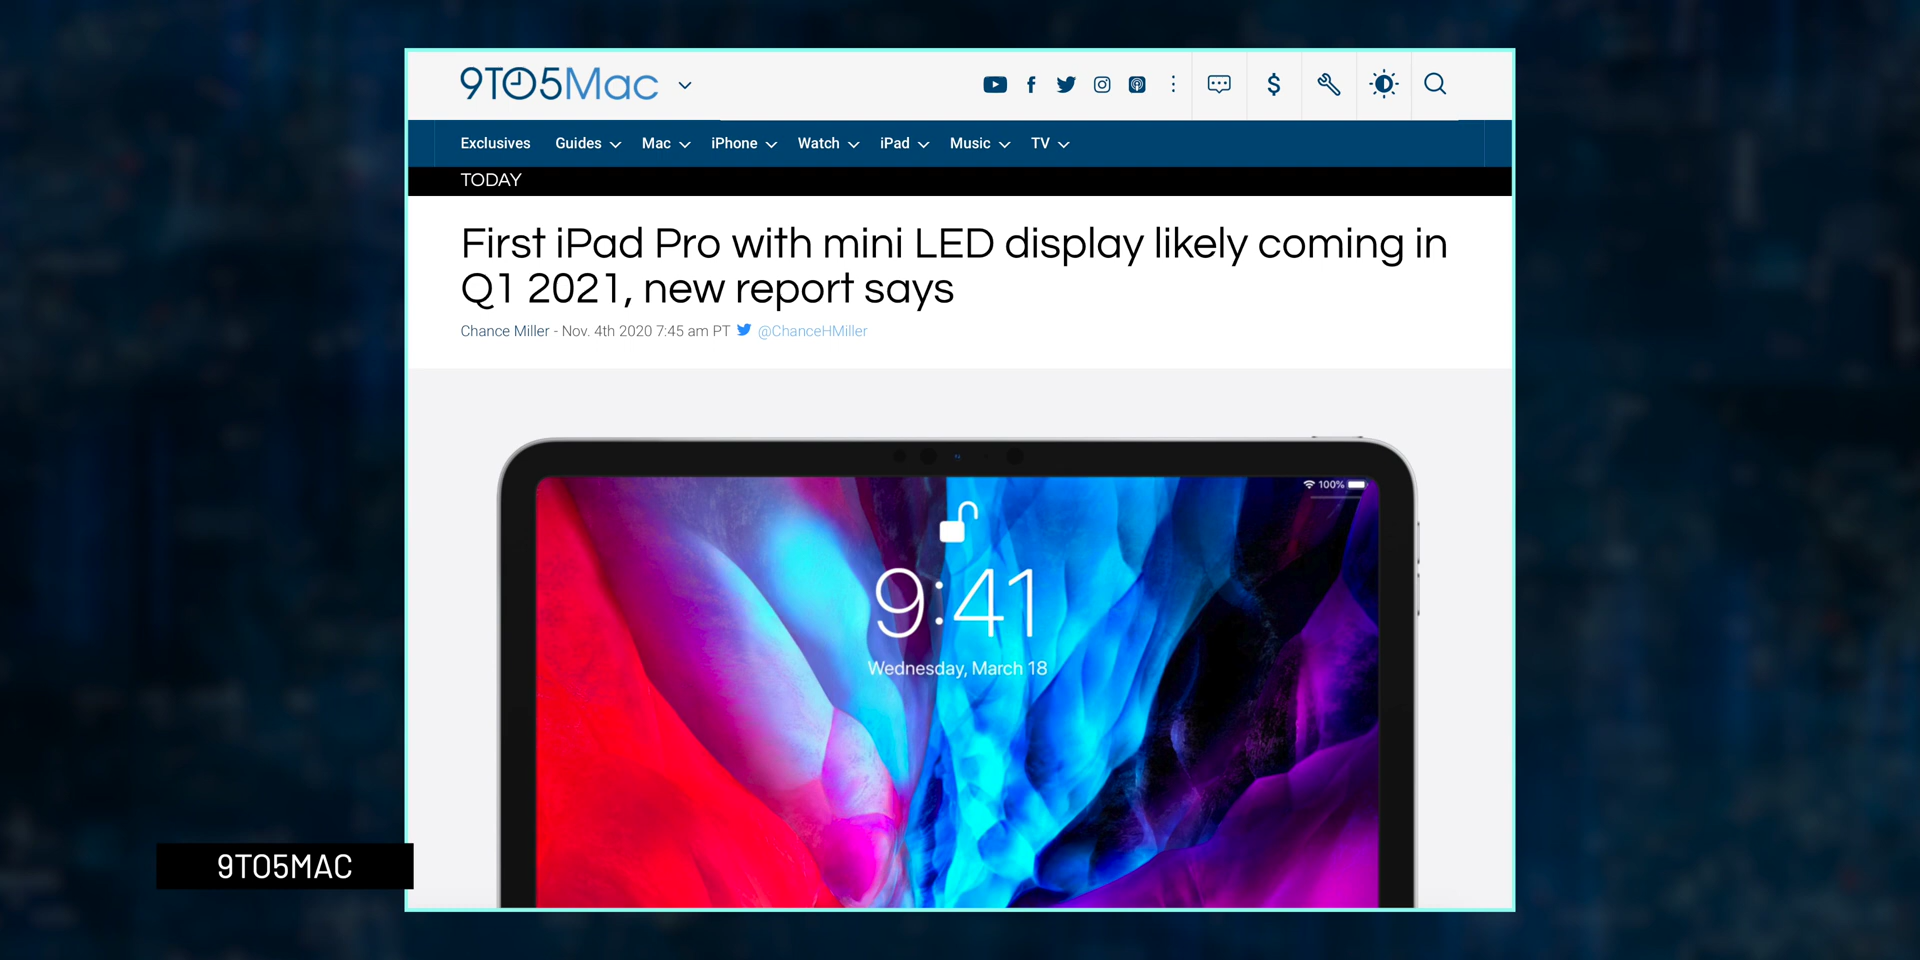 9TO5Mac
Exclusives Guides Mac iPhone Watch iPad Music TV
TODAY
First iPad Pro with mini LED display likely coming in
Q1 2021, new report says
Chance Miller - Nov. 4th 2020 7:45 am PT @ChanceHMiller
100%
9:41
Wednesday, March 18
9TO5MAC